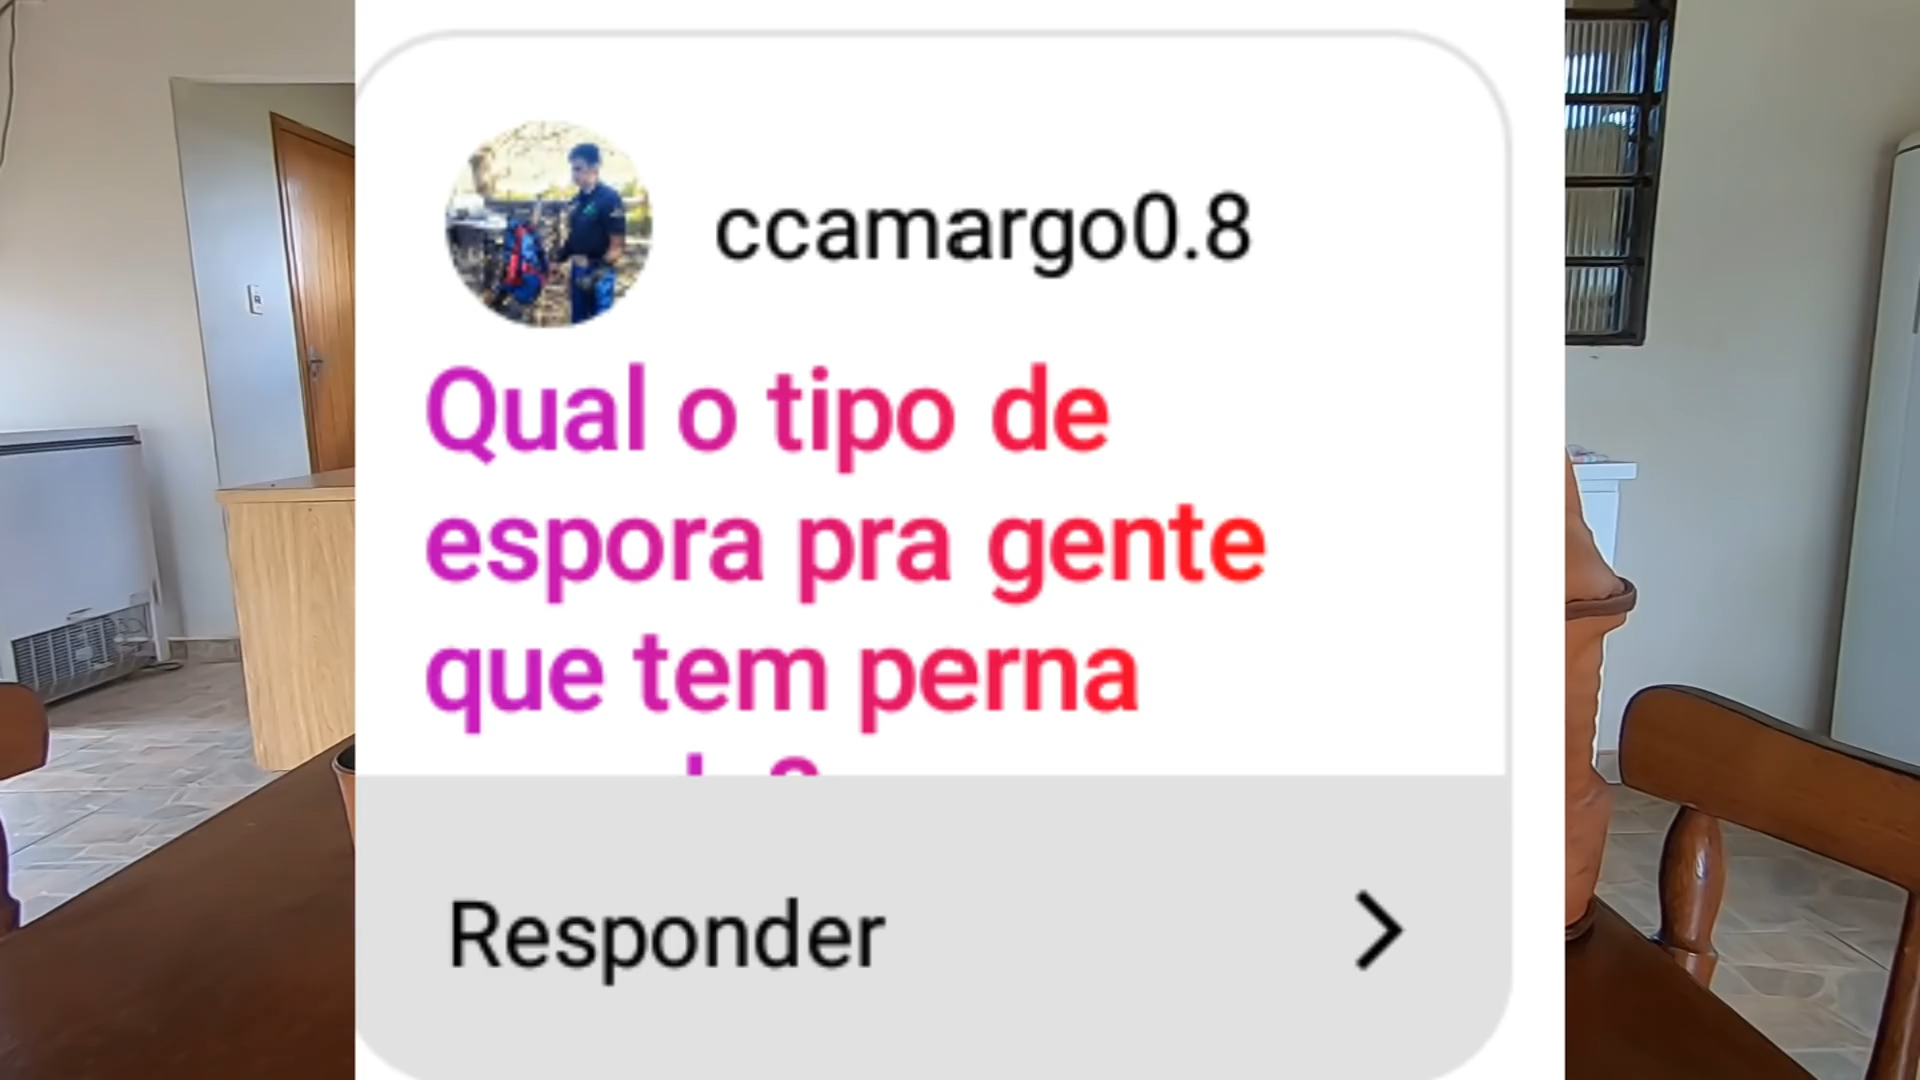 ccamargo0.8
Qual o tipo de
espora pra gente
que tem perna
Responder